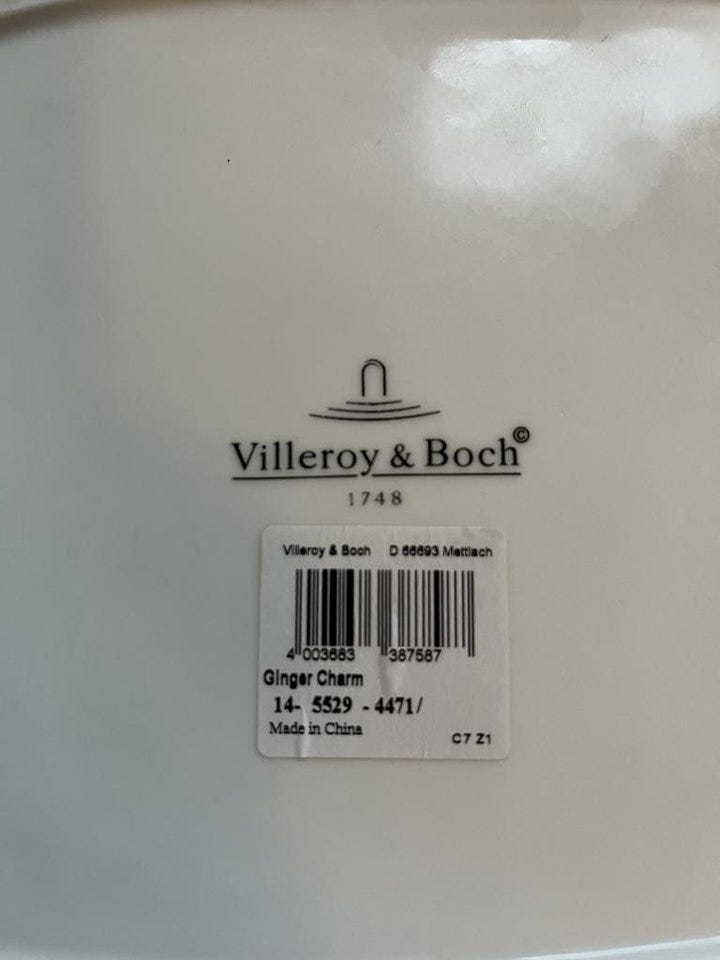 Villeroy & Boch©
1748
Villeroy & Boch D 66693 Mettlach
4 003683 387587
Ginger Charm
14- 5529 - 4471/
Made in China
C7 Z1